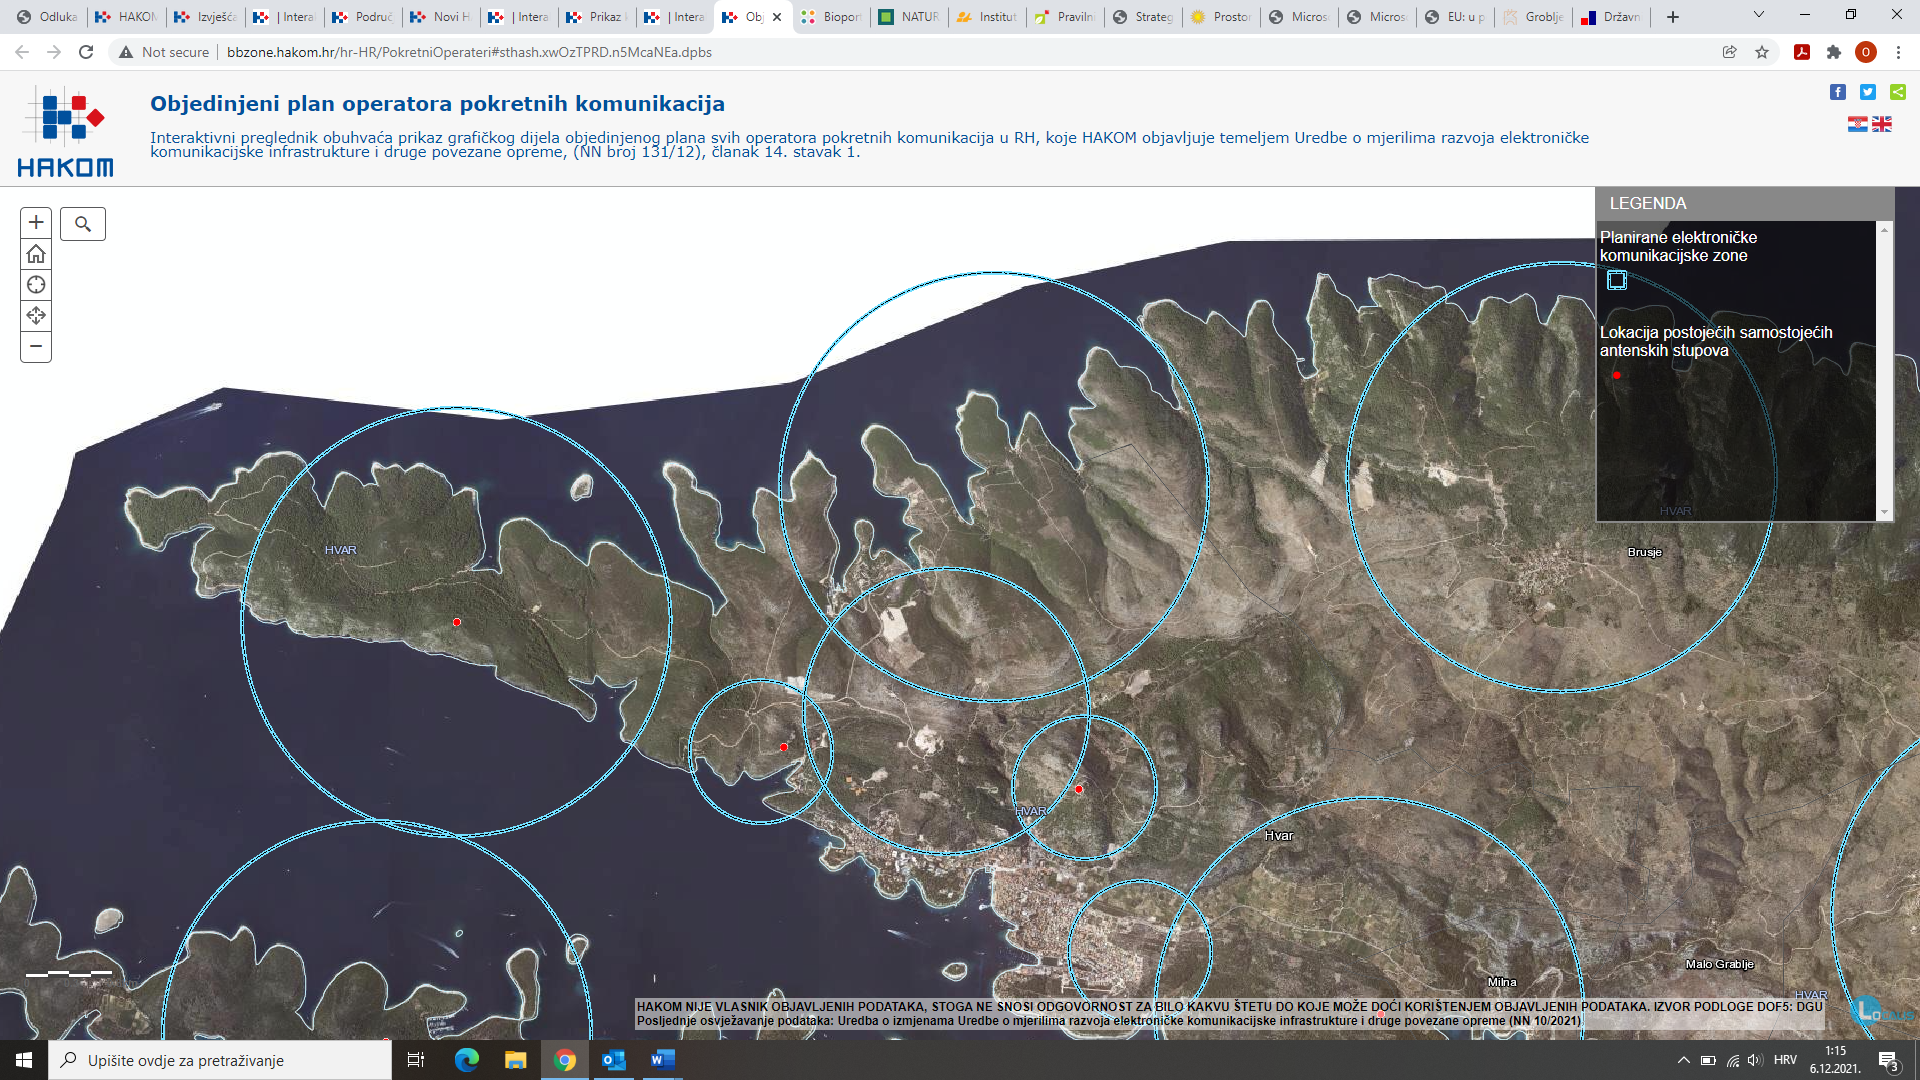 Odluka
HAKOM
Izvješća
| Interal
Područ
Novi H
| Intera
Prikaz
| Intera
Obj
Bioport
NATUR
Institut
Praviln
Strateg
Prostor
Micros
Micros
EU: u p
Groblje
Državn
Not secure
bbzone.hakom.hr/hr-HR/PokretniOperateri#sthash.xwOzTPRD.n5McaNEa.dpbs
O
HAKOM
Objedinjeni plan operatora pokretnih komunikacija
Interaktivni preglednik obuhvaća prikaz grafičkog dijela objedinjenog plana svih operatora pokretnih komunikacija u RH, koje HAKOM objavljuje temeljem Uredbe o mjerilima razvoja elektroničke
komunikacijske infrastrukture i druge povezane opreme, (NN broj 131/12), članak 14. stavak 1.
LEGENDA
Planirane elektroničke
komunikacijske zone
Lokacija postojećih samostojećih
antenskih stupova
HVAR
HVAR
Brusje
HVAR
Hvar
Malo Grablje
Milna
HVAR
HAKOM NIJE VLASNIK OBJAVLJENIH PODATAKA, STOGA NE SNOSI ODGOVORNOST ZA BILO KAKVU ŠTETU DO KOJE MOŽE DOĆI KORIŠTENJEM OBJAVLJENIH PODATAKA. IZVOR PODLOGE DOF5: DGU
Posljednje osvježavanje podataka: Uredba o izmjenama Uredbe o mjerilima razvoja elektroničke komunikacijske infrastrukture i druge povezane opreme (NN 10/2021)
Upišite ovdje za pretraživanje
HRV
1:15
6.12.2021.
3